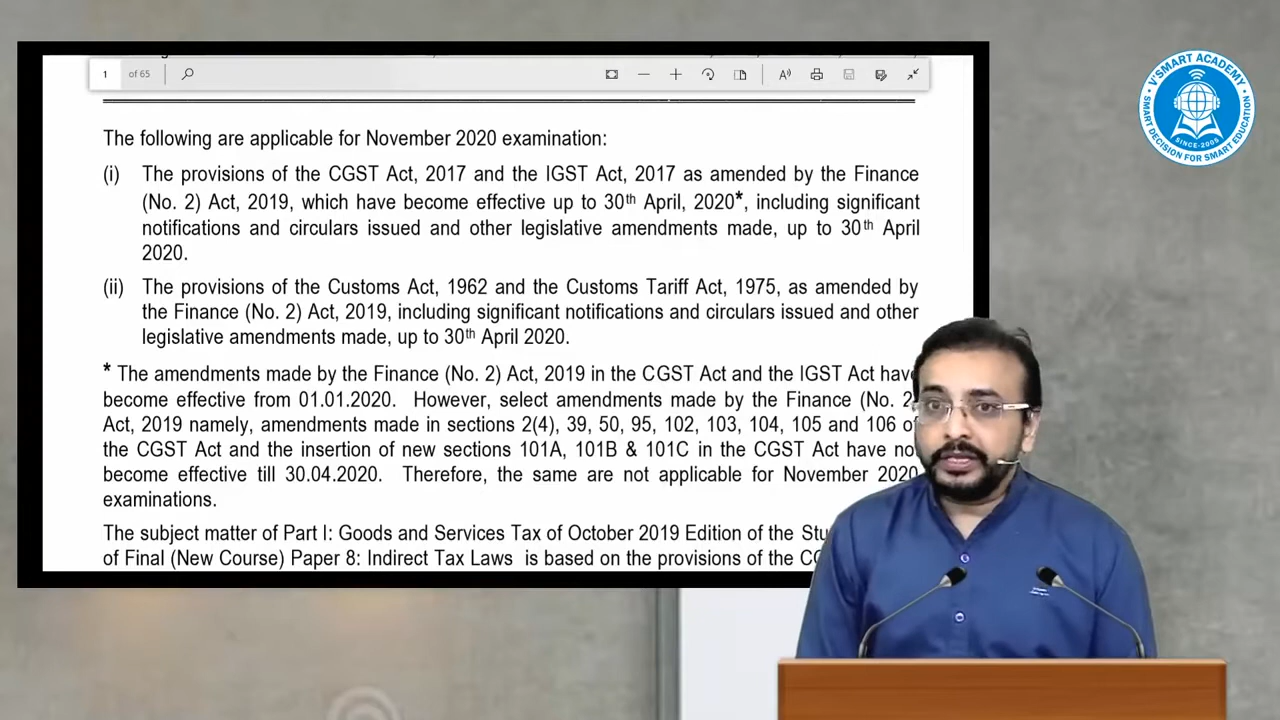 1 of 65
The following are applicable for November 2020 examination:
(i) The provisions of the CGST Act, 2017 and the IGST Act, 2017 as amended by the Finance
(No. 2) Act, 2019, which have become effective up to 30th April, 2020*, including significant
notifications and circulars issued and other legislative amendments made, up to 30th April
2020.
(ii) The provisions of the Customs Act, 1962 and the Customs Tariff Act, 1975, as amended by
the Finance (No. 2) Act, 2019, including significant notifications and circulars issued and other
legislative amendments made, up to 30th April 2020.
* The amendments made by the Finance (No. 2) Act, 2019 in the CGST Act and the IGST Act have
become effective from 01.01.2020. However, select amendments made by the Finance (No. 2
Act, 2019 namely, amendments made in sections 2(4), 39, 50, 95, 102, 103, 104, 105 and 106 o
the CGST Act and the insertion of new sections 101A, 101B & 101C in the CGST Act have no
become effective till 30.04.2020. Therefore, the same are not applicable for November 2020
examinations.
The subject matter of Part I: Goods and Services Tax of October 2019 Edition of the Stu
of Final (New Course) Paper 8: Indirect Tax Laws is based on the provisions of the CG
V'SMART ACADEMY
SINCE-2005
SMART DECISION FOR SMART EDUCATION